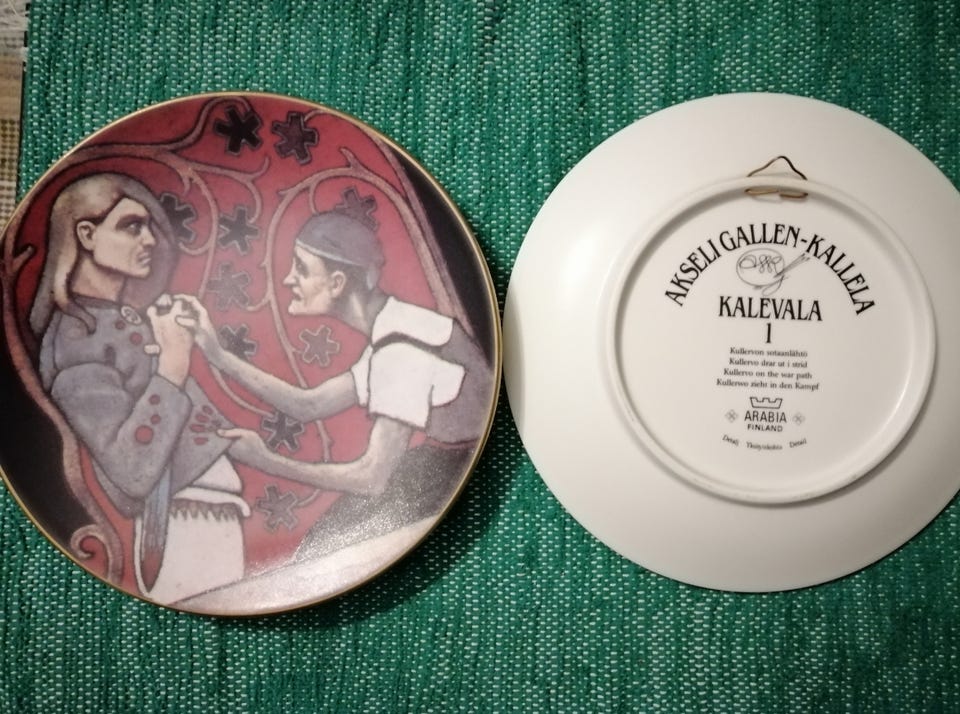 AKSELI GALLEN-KALLELA
KALEVALA
1
Kullervon sotaanlähtö
Kullervo drar ut i strid
Kullervo on the war path
Kullerwo zieht in den Kampf
ARABIA
FINLAND
Detalj Yksityiskohta Detail